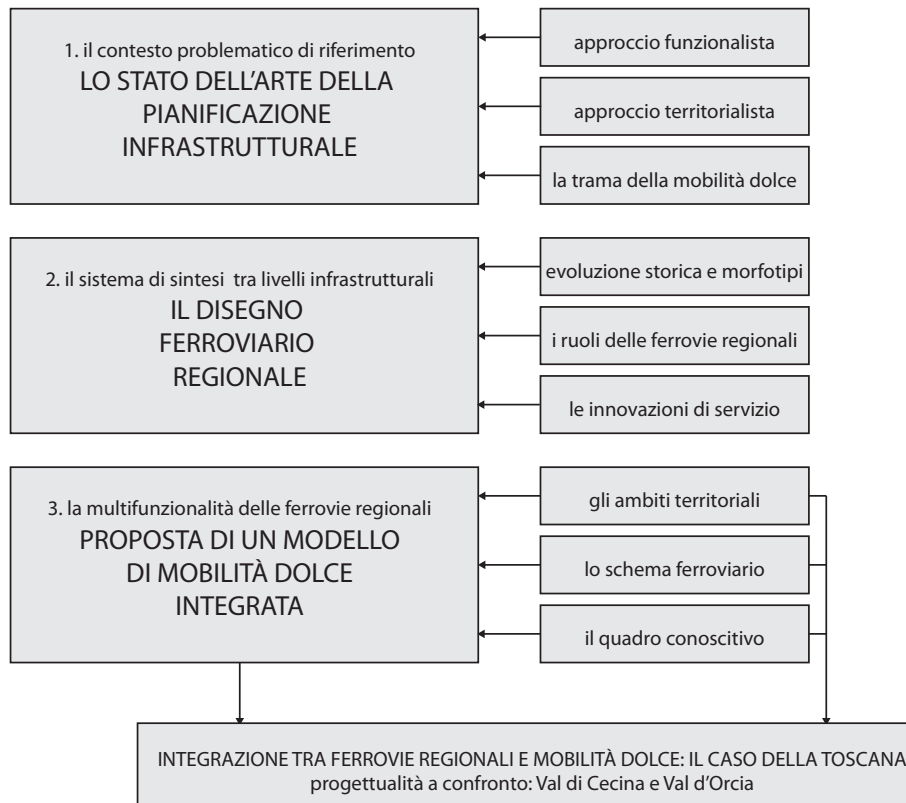 1. il contesto problematico di riferimento
LO STATO DELL'ARTE DELLA
PIANIFICAZIONE
INFRASTRUTTURALE
approccio funzionalista
approccio territorialista
la trama della mobilità dolce
2. il sistema di sintesi tra livelli infrastrutturali
IL DISEGNO
FERROVIARIO
REGIONALE
evoluzione storica e morfotipi
i ruoli delle ferrovie regionali
le innovazioni di servizio
3. la multifunzionalità delle ferrovie regionali
PROPOSTA DI UN MODELLO
DI MOBILITÀ DOLCE
INTEGRATA
gli ambiti territoriali
lo schema ferroviario
il quadro conoscitivo
INTEGRAZIONE TRA FERROVIE REGIONALI E MOBILITÀ DOLCE: IL CASO DELLA TOSCANA
progettualità a confronto: Val di Cecina e Val d'Orcia